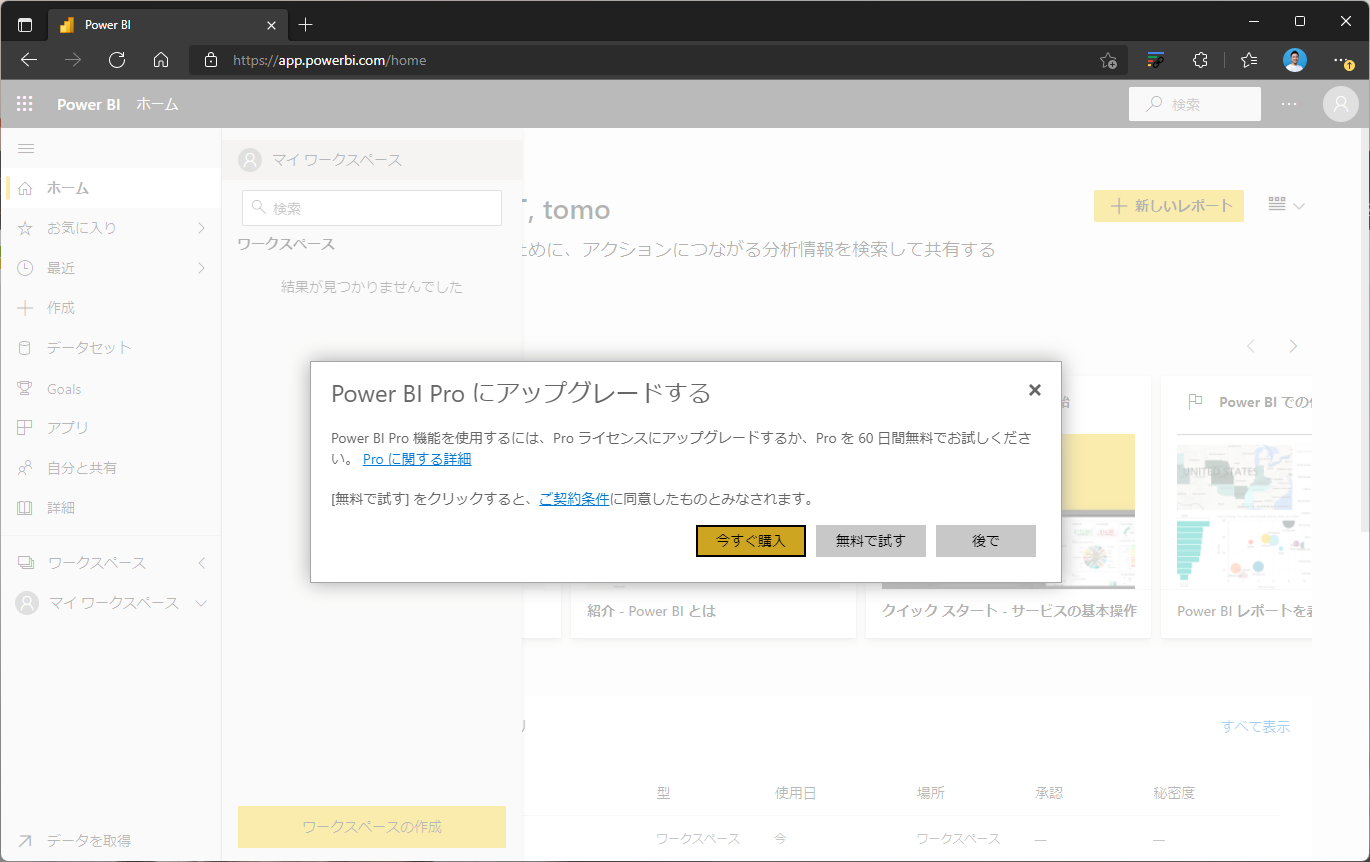 Power BI
https://app.powerbi.com/home
Power BI ホーム
検索
マイ ワークスペース
検索
ワークスペース
結果が見つかりませんでした
ワークスペースの作成
ホーム
お気に入り
最近
作成
データセット
Goals
アプリ
自分と共有
詳細
ワークスペース
マイ ワークスペース
データを取得
, tomo
新しいレポート
ために、アクションにつながる分析情報を検索して共有する
Power BI Pro にアップグレードする
Power BI Pro 機能を使用するには、Pro ライセンスにアップグレードするか、Pro を 60 日間無料でお試しくださ
い。 Pro に関する詳細
[無料で試す] をクリックすると、ご契約条件に同意したものとみなされます。
今すぐ購入
無料で試す
後で
始
Power BI での
UNITED STATES
紹介 - Power BI とは
クイック スタート - サービスの基本操作
Power BI レポートを
すべて表示
型 使用日 場所 承認 秘密度
ワークスペース 今 ワークスペース — —